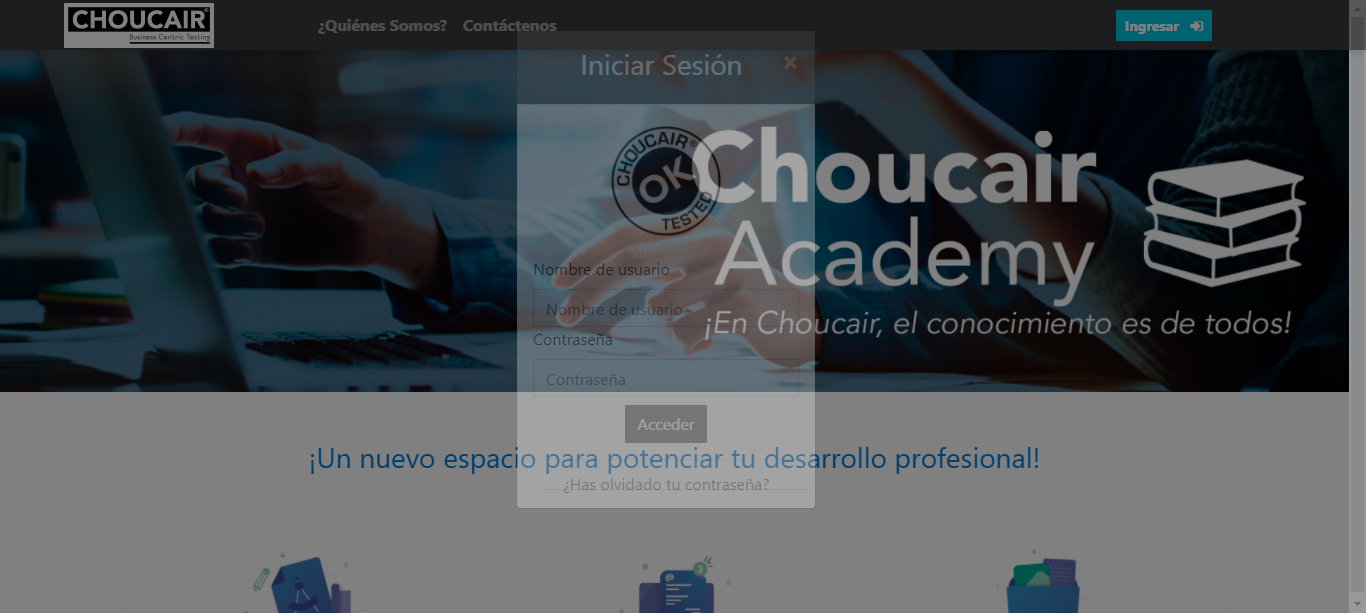 CHOUCAIR®
Business Centric Testing
¿Quiénes Somos? Contáctenos
Ingresar
Iniciar Sesión
×
CHOUCAIR®
OK
TESTED
Choucair
Academy
¡En Choucair, el conocimiento es de todos!
Nombre de usuario
Nombre de usuario
Contraseña
Contraseña
Acceder
¡Un nuevo espacio para potenciar tu desarrollo profesional!
¿Has olvidado tu contraseña?